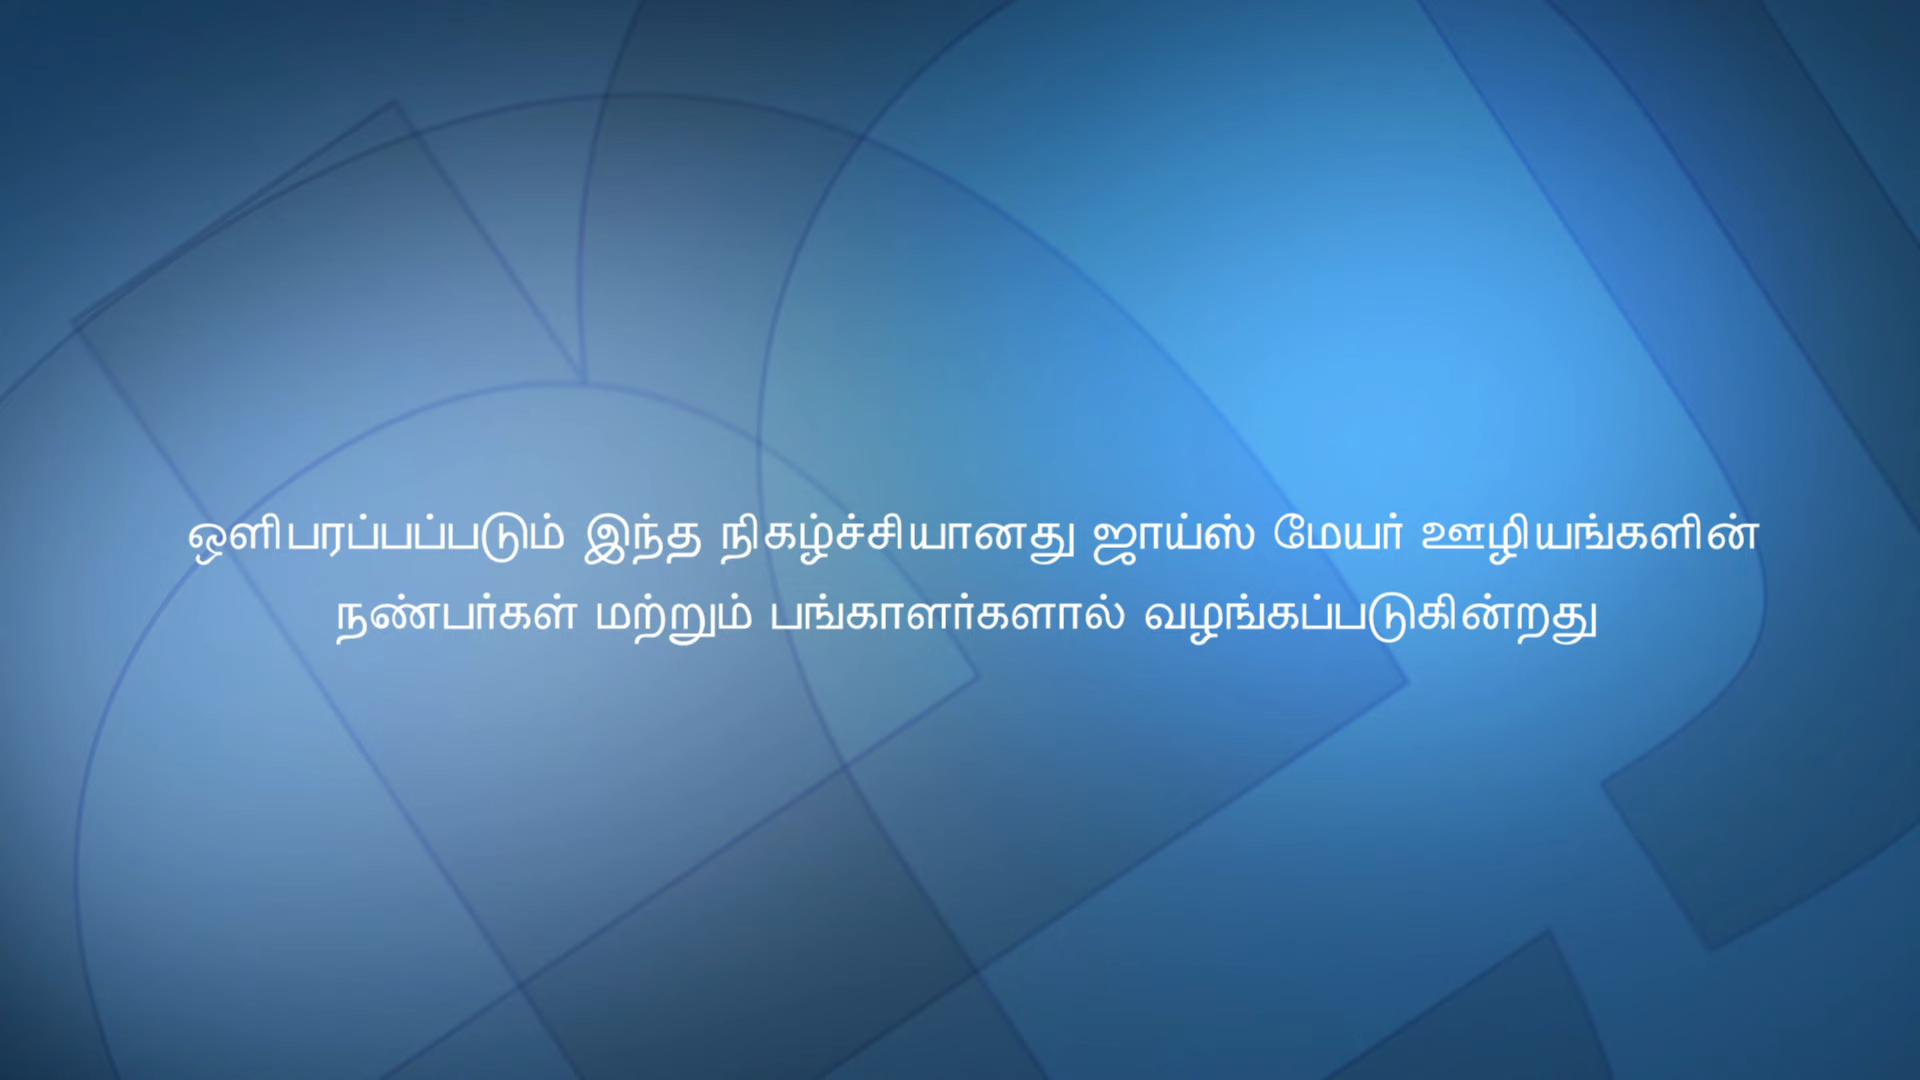 ஒளிபரப்பப்படும் இந்த நிகழ்ச்சியானது ஜாய்ஸ் மேயர் ஊழியங்களின்
நண்பர்கள் மற்றும் பங்காளர்களால் வழங்கப்படுகின்றது